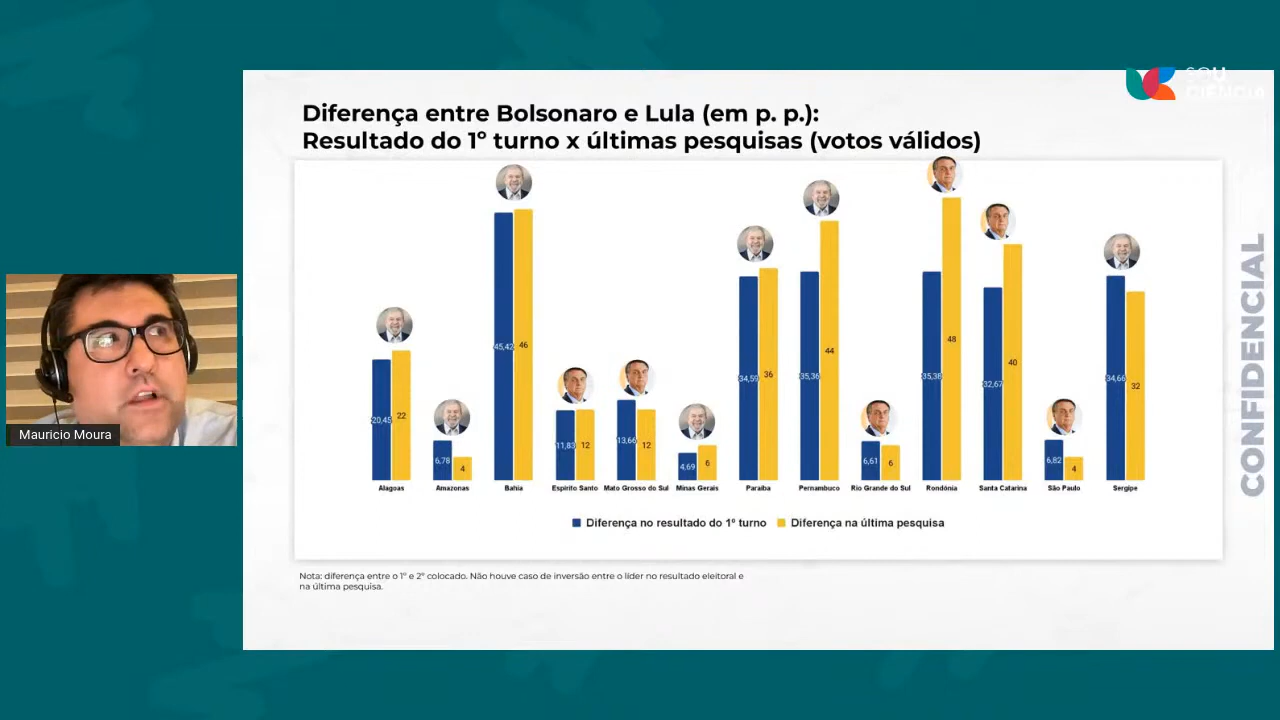 SOU
CIÊNCIA
Diferença entre Bolsonaro e Lula (em p. p.):
Resultado do 1º turno x últimas pesquisas (votos válidos)
20,45 22
6,78 4
45,42 46
11,83 12
13,66 12
4,69 6
34,59 36
35,36 44
6,61 6
35,38 48
32,67 40
6,82 4
34,66 32
Alagoas Amazonas Bahia Espírito Santo Mato Grosso do Sul Minas Gerais Paraíba Pernambuco Rio Grande do Sul Rondônia Santa Catarina São Paulo Sergipe
Diferença no resultado do 1º turno Diferença na última pesquisa
Nota: diferença entre o 1º e 2º colocado. Não houve caso de inversão entre o líder no resultado eleitoral e
na última pesquisa.
CONFIDENCIAL
Mauricio Moura